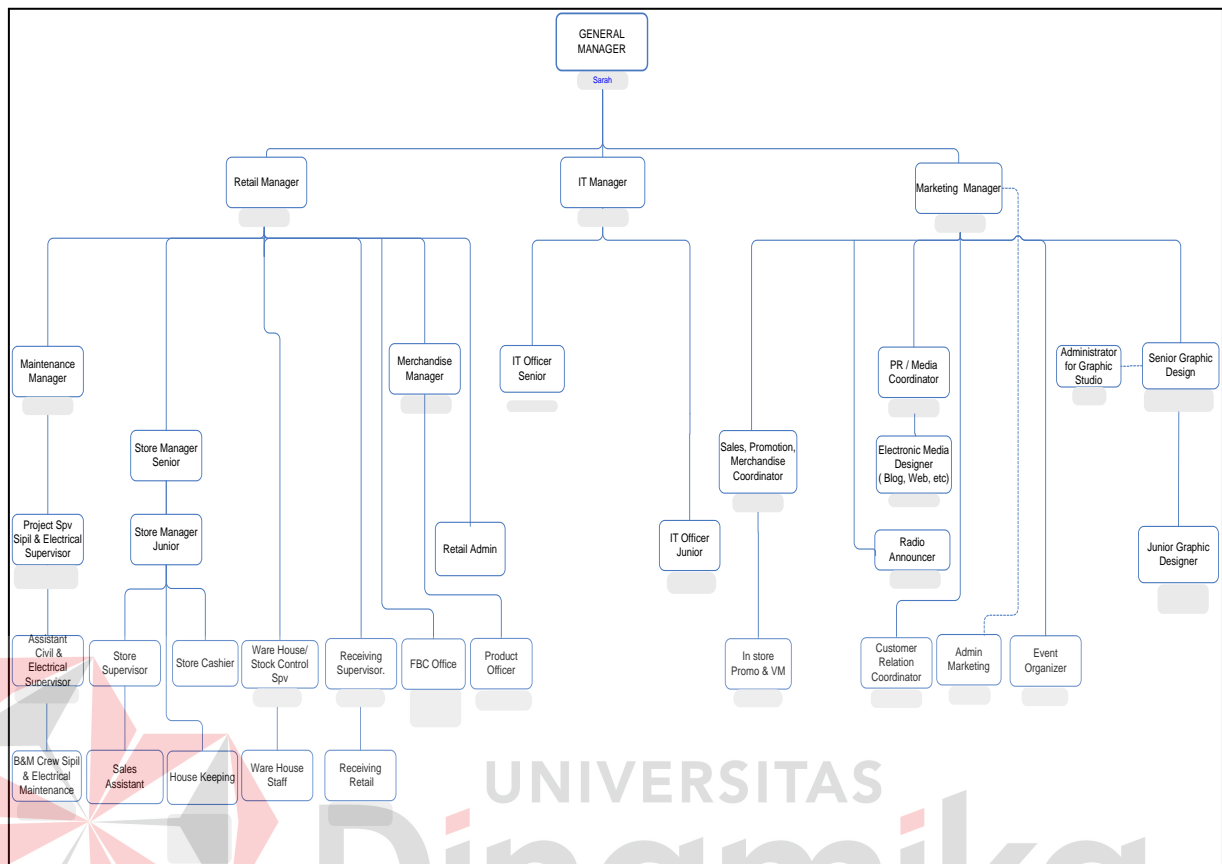 GENERAL
MANAGER
Sarah
Retail Manager
IT Manager
Marketing Manager
Maintenance
Manager
Merchandise
Manager
IT Officer
Senior
PR / Media
Coordinator
Administrator
for Graphic
Studio
Senior Graphic
Design
Store Manager
Senior
Sales, Promotion,
Merchandise
Coordinator
Electronic Media
Designer
( Blog, Web, etc)
Project Spv
Sipil & Electrical
Supervisor
Store Manager
Junior
Retail Admin
IT Officer
Junior
Radio
Announcer
Junior Graphic
Designer
Assistant
Civil &
Electrical
Supervisor
Store
Supervisor
Store Cashier
Ware House/
Stock Control
Spv
Receiving
Supervisor.
FBC Office
Product
Officer
In store
Promo & VM
Customer
Relation
Coordinator
Admin
Marketing
Event
Organizer
B&M Crew Sipil
& Electrical
Maintenance
Sales
Assistant
House Keeping
Ware House
Staff
Receiving
Retail
UNIVERSITAS
Dinamika